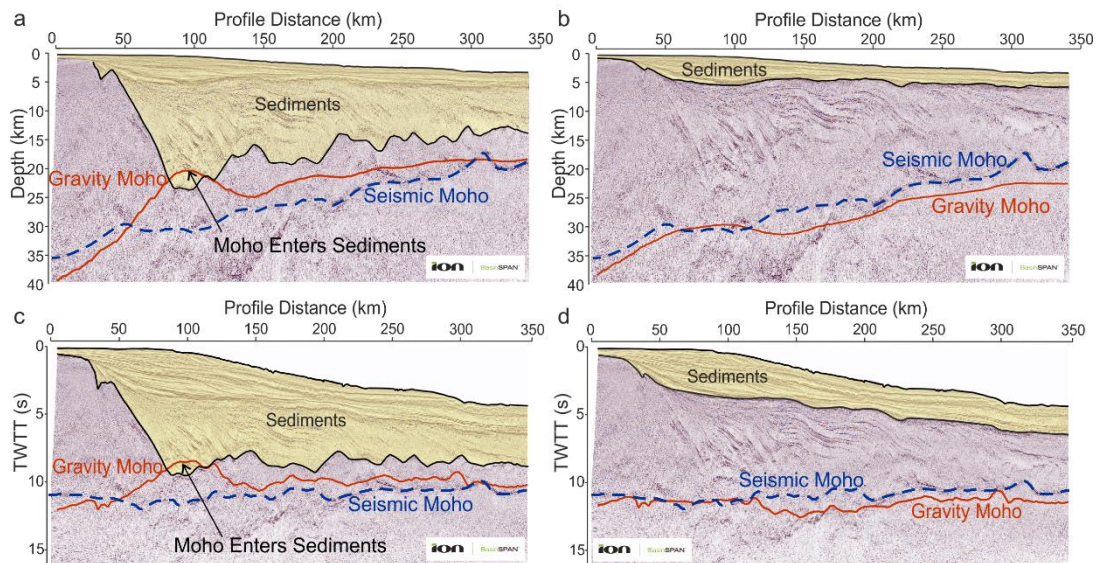 a
Profile Distance (km)
0 50 100 150 200 250 300 350
0
5
10
15
20
25
30
35
40
Depth (km)
Sediments
Gravity Moho
Seismic Moho
Moho Enters Sediments
ion BasinSPAN
b
Profile Distance (km)
0 50 100 150 200 250 300 350
0
5
10
15
20
25
30
35
40
Depth (km)
Sediments
Seismic Moho
Gravity Moho
ion BasinSPAN
c
Profile Distance (km)
0 50 100 150 200 250 300 350
0
5
10
15
TWTT (s)
Sediments
Gravity Moho
Seismic Moho
Moho Enters Sediments
ion BasinSPAN
d
Profile Distance (km)
0 50 100 150 200 250 300 350
0
5
10
15
TWTT (s)
Sediments
Seismic Moho
Gravity Moho
ion BasinSPAN